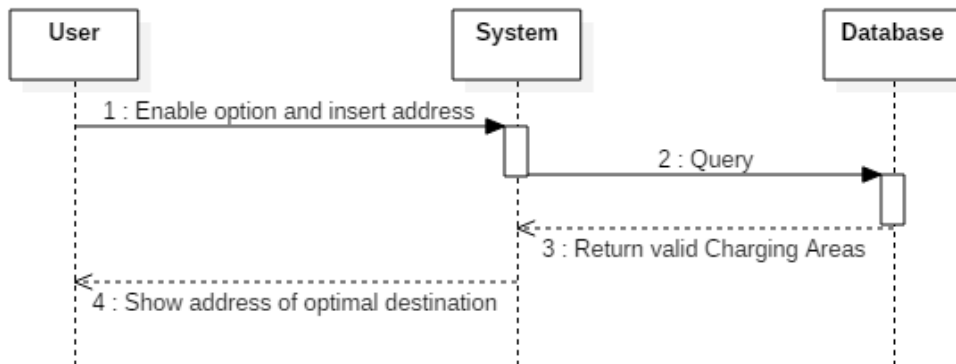 User
System
Database
1 : Enable option and insert address
2 : Query
3 : Return valid Charging Areas
4 : Show address of optimal destination